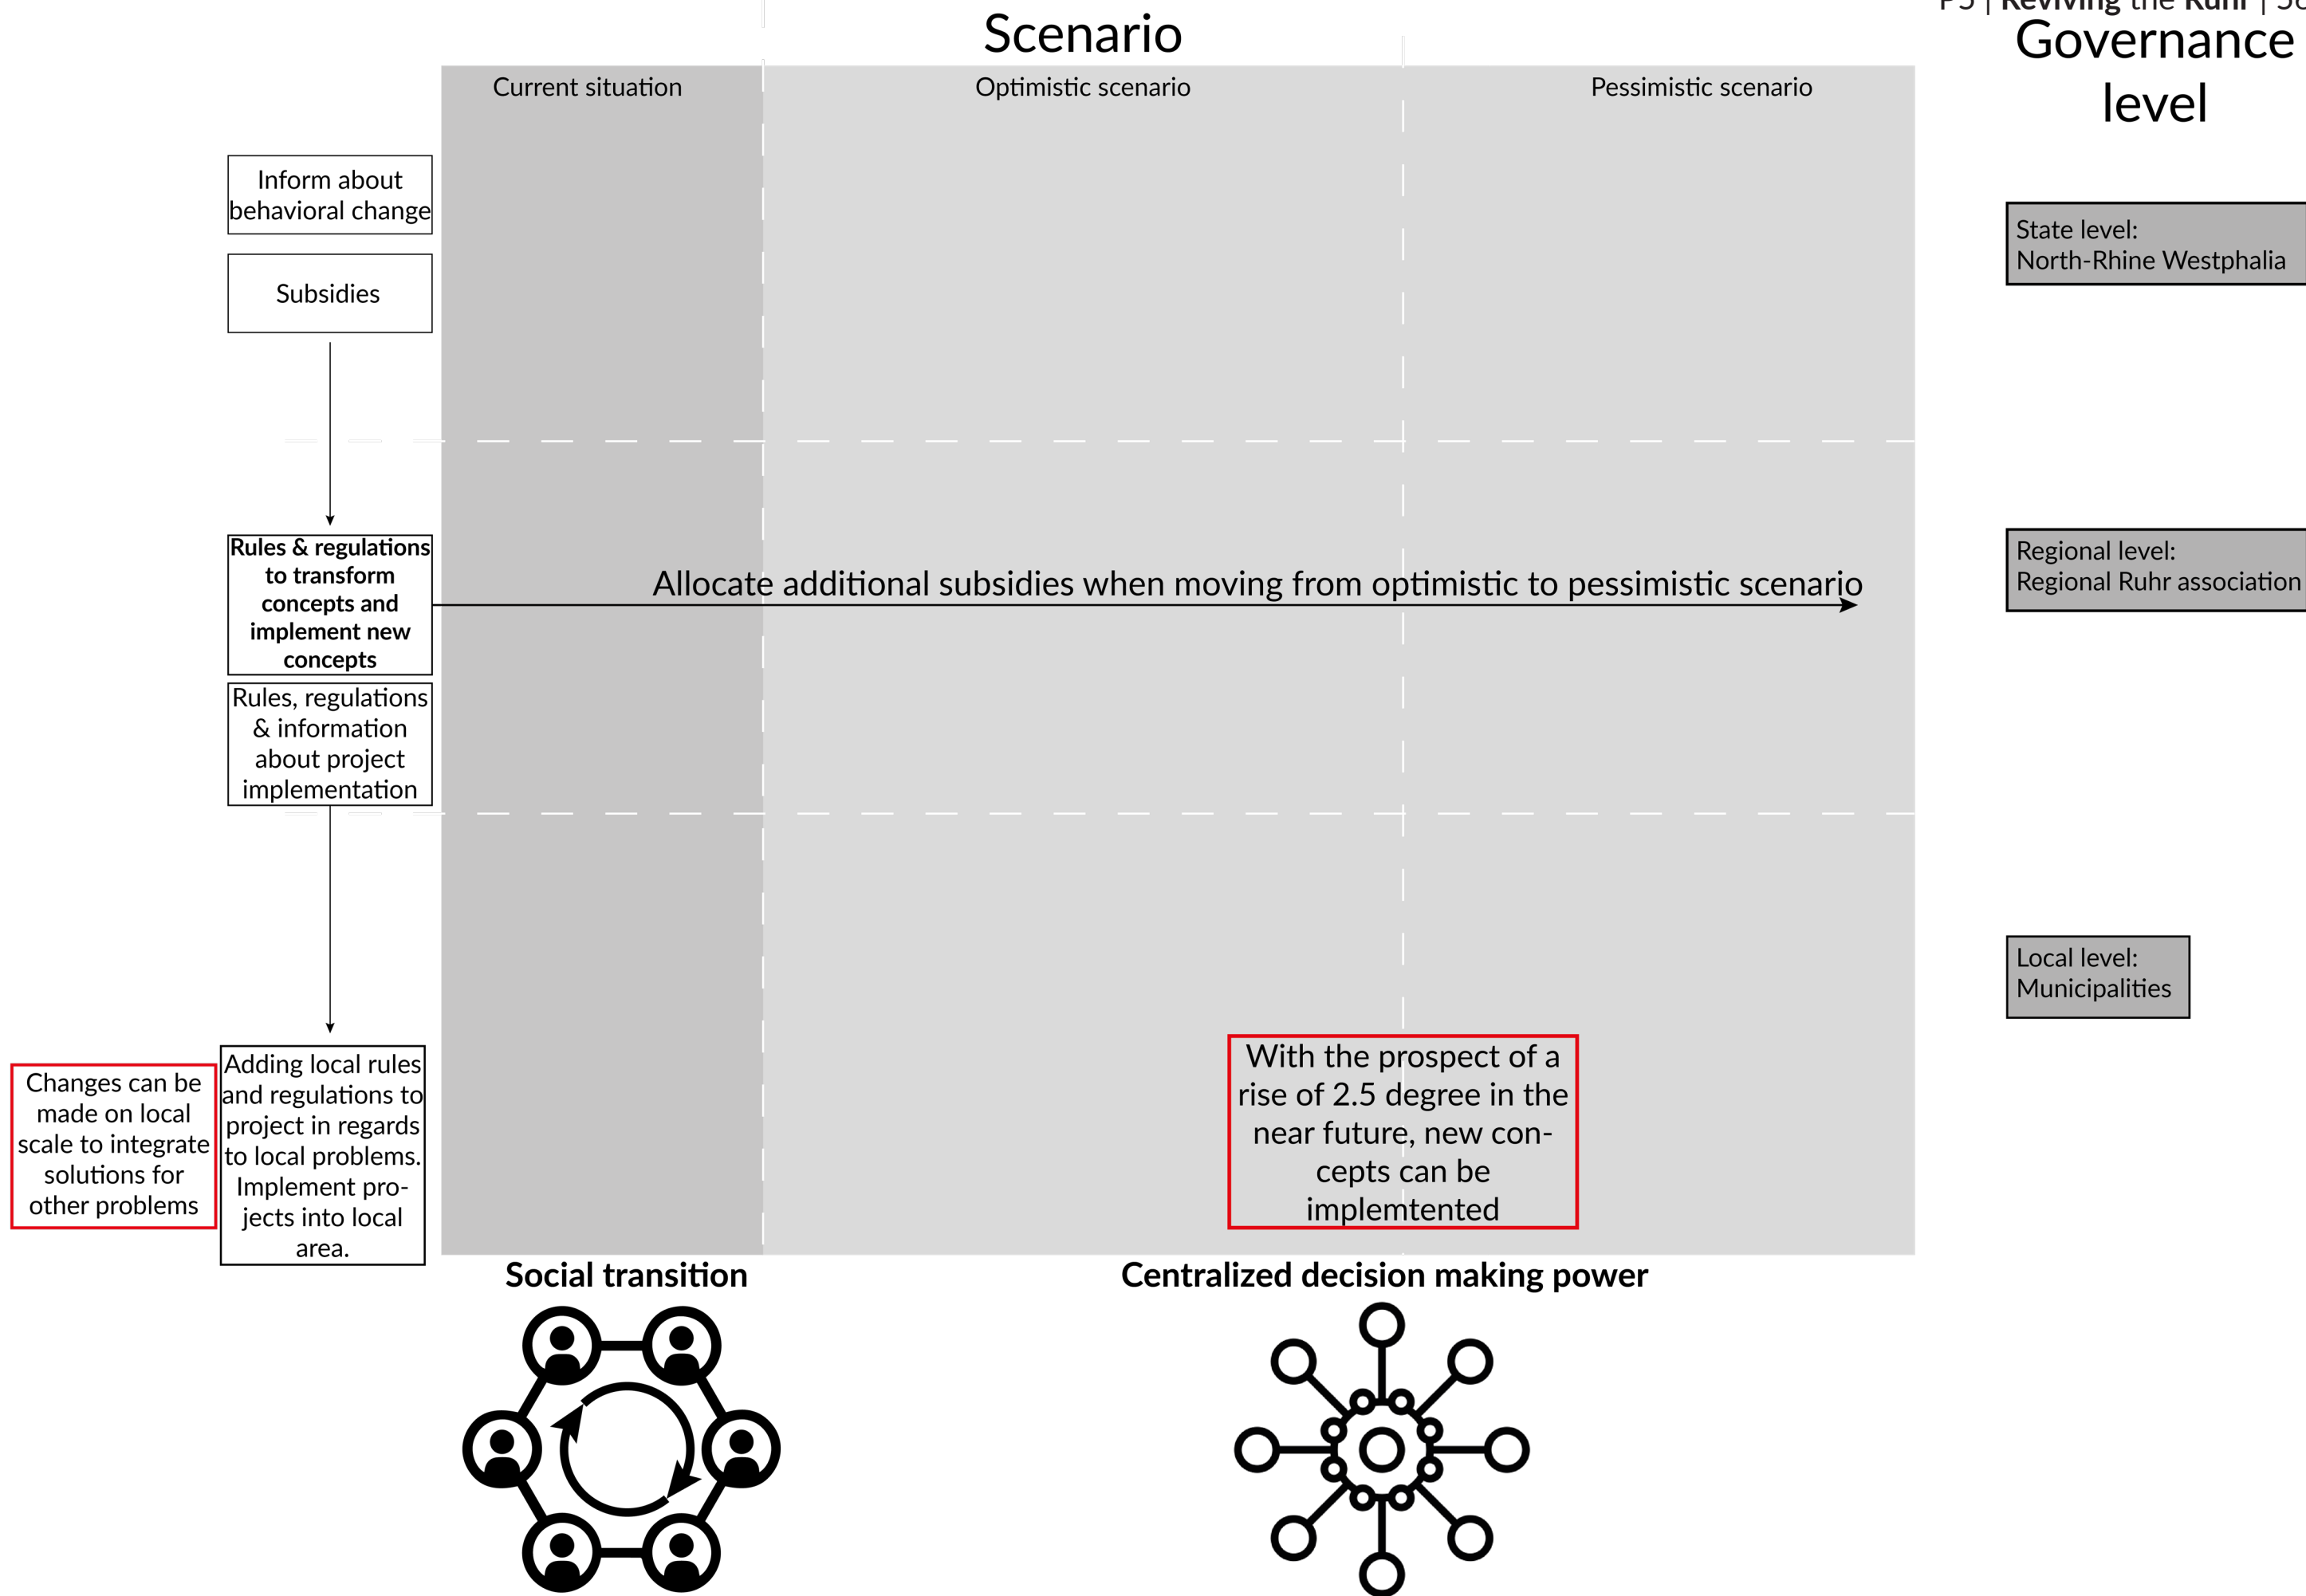 P5 | Reviving the Ruhr |
Scenario
Governance
level
Current situation
Optimistic scenario
Pessimistic scenario
Inform about
behavioral change
Subsidies
State level:
North-Rhine Westphalia
Rules & regulations
to transform
concepts and
implement new
concepts
Allocate additional subsidies when moving from optimistic to pessimistic scenario
Regional level:
Regional Ruhr association
Rules, regulations
& information
about project
implementation
Local level:
Municipalities
Changes can be
made on local
scale to integrate
solutions for
other problems
Adding local rules
and regulations to
project in regards
to local problems.
Implement pro-
jects into local
area.
With the prospect of a
rise of 2.5 degree in the
near future, new con-
cepts can be
implemtented
Social transition
Centralized decision making power